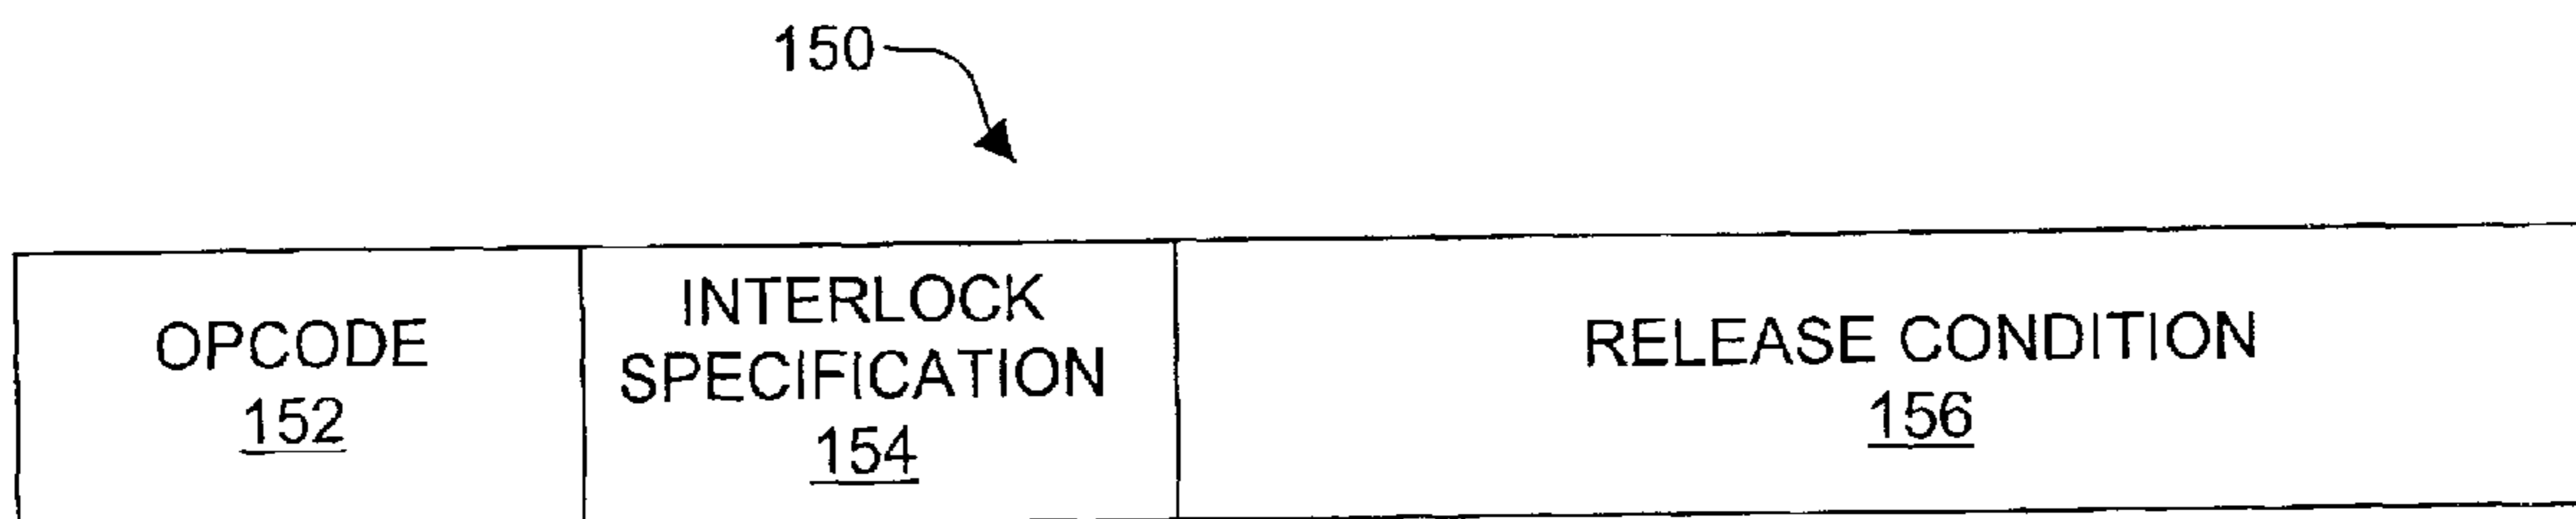 150
OPCODE
152
INTERLOCK
SPECIFICATION
154
RELEASE CONDITION
156